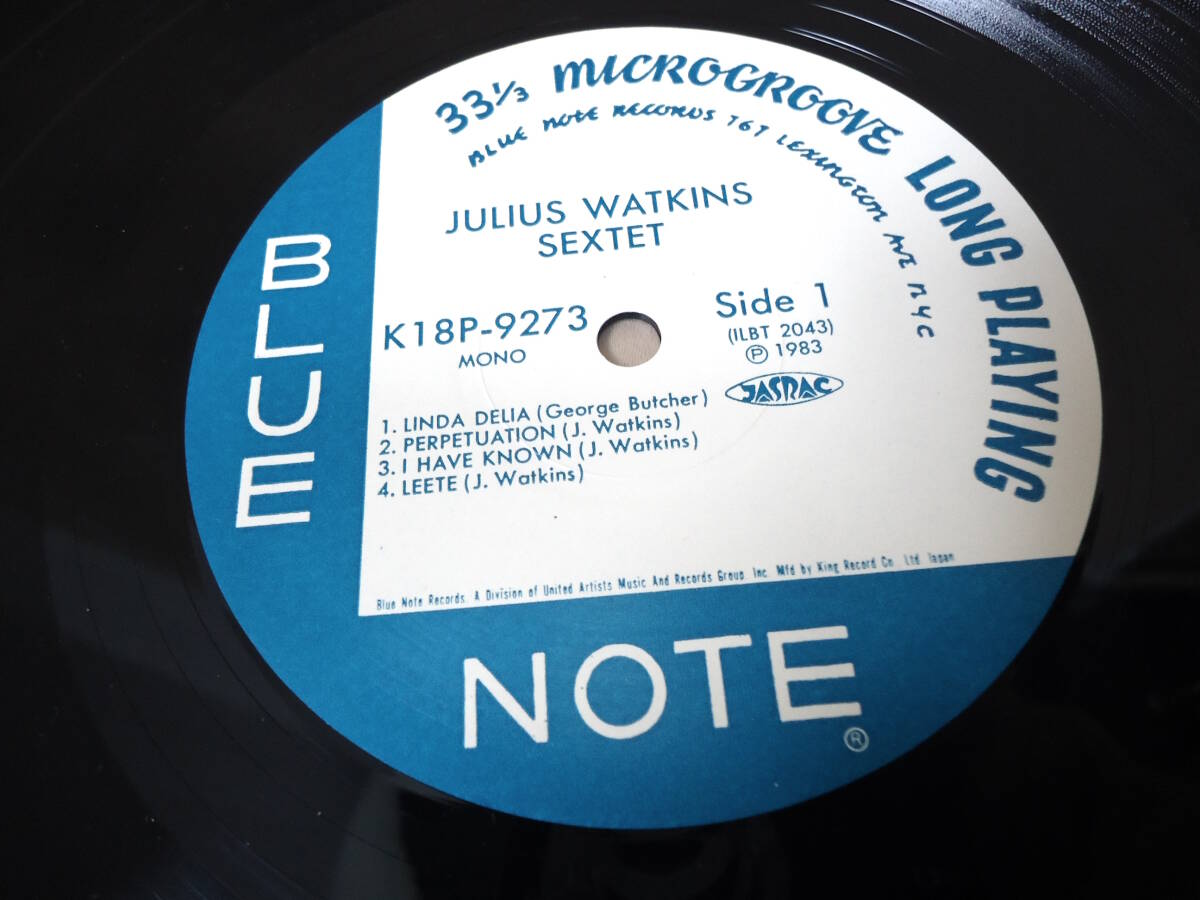 33⅓ MICROGROOVE LONG PLAYING
BLUE NOTE RECORDS 767 LEXINGTON AVE NYC
JULIUS WATKINS
SEXTET
K18P-9273
MONO
Side 1
(ILBT 2043)
℗ 1983
JASRAC
1. LINDA DELIA (George Butcher)
2. PERPETUATION (J. Watkins)
3. I HAVE KNOWN (J. Watkins)
4. LEETE (J. Watkins)
Blue Note Records. A Division of United Artists Music And Records Group. Inc. Mfd by King Record Co., Ltd. Japan
BLUE
NOTE®